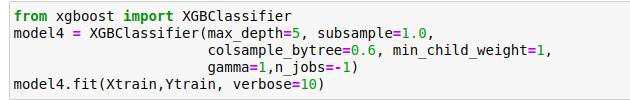 from xgboost import XGBClassifier
model4 = XGBClassifier(max_depth=5, subsample=1.0,
                       colsample_bytree=0.6, min_child_weight=1,
                       gamma=1,n_jobs=-1)
model4.fit(Xtrain,Ytrain, verbose=10)